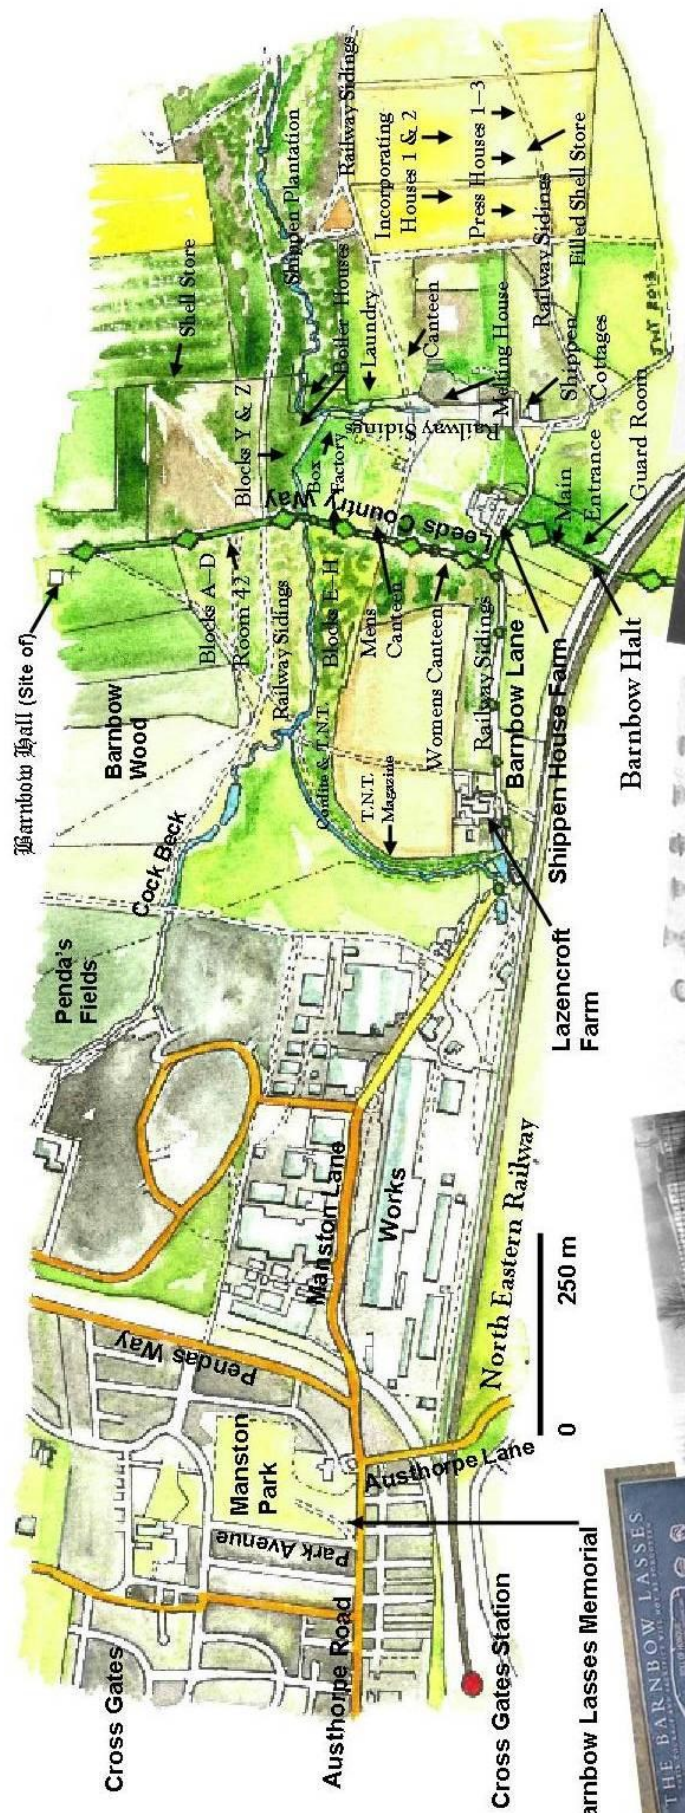 Barnbow Hall (Site of)
Cross Gates
Penda's
Fields
Cock Beck
Barnbow
Wood
Blocks A–D
Room 42
Blocks Y & Z
Shell Store
Pendas Way
Manston
Park
Park Avenue
Austhorpe Road
Manston Lane
Works
Railway Sidings
Cordite & T.N.T.
T.N.T.
Magazine
Blocks E–H
Mens
Canteen
Womens Canteen
Leeds Country Way
Box
Factory
Boiler Houses
Laundry
Shippen Plantation
Railway Sidings
Canteen
Railway Siding
Melting House
Incorporating
Houses 1 & 2
Press Houses 1–3
Railway Sidings
Filled Shell Store
Shippen
Cottages
JWT 2013
Railway Sidings
Barnbow Lane
Main
Entrance
Guard Room
Shippen House Farm
Barnbow Halt
Lazencroft
Farm
North Eastern Railway
0
250 m
Austhorpe Lane
Cross Gates Station
arnbow Lasses Memorial
THE BARNBOW LASSES